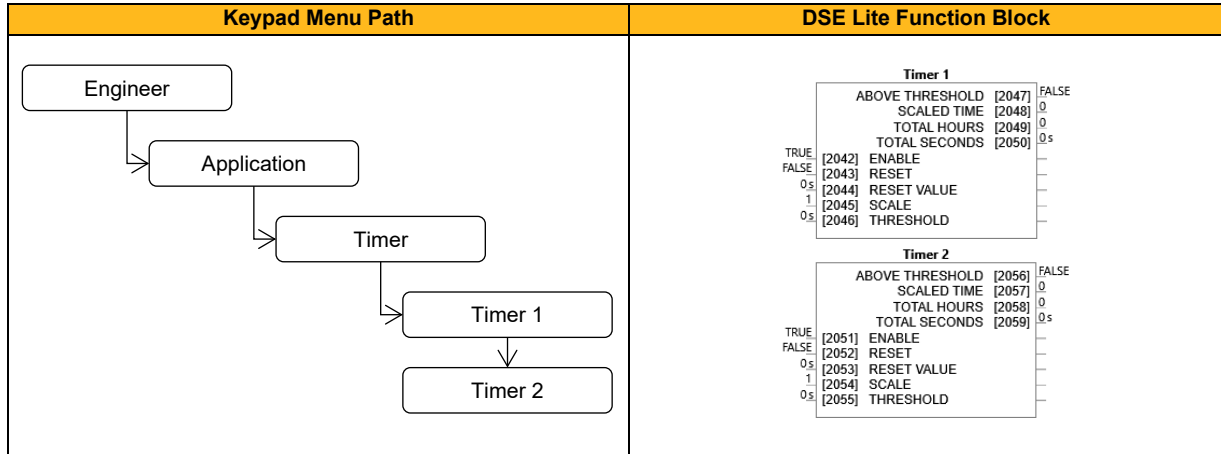 Keypad Menu Path
DSE Lite Function Block
Engineer
Application
Timer
Timer 1
Timer 2
Timer 1
ABOVE THRESHOLD [2047] FALSE
SCALED TIME [2048] 0
TOTAL HOURS [2049] 0
TOTAL SECONDS [2050] 0 s
TRUE [2042] ENABLE
FALSE [2043] RESET
0 s [2044] RESET VALUE
1 [2045] SCALE
0 s [2046] THRESHOLD
Timer 2
ABOVE THRESHOLD [2056] FALSE
SCALED TIME [2057] 0
TOTAL HOURS [2058] 0
TOTAL SECONDS [2059] 0 s
TRUE [2051] ENABLE
FALSE [2052] RESET
0 s [2053] RESET VALUE
1 [2054] SCALE
0 s [2055] THRESHOLD